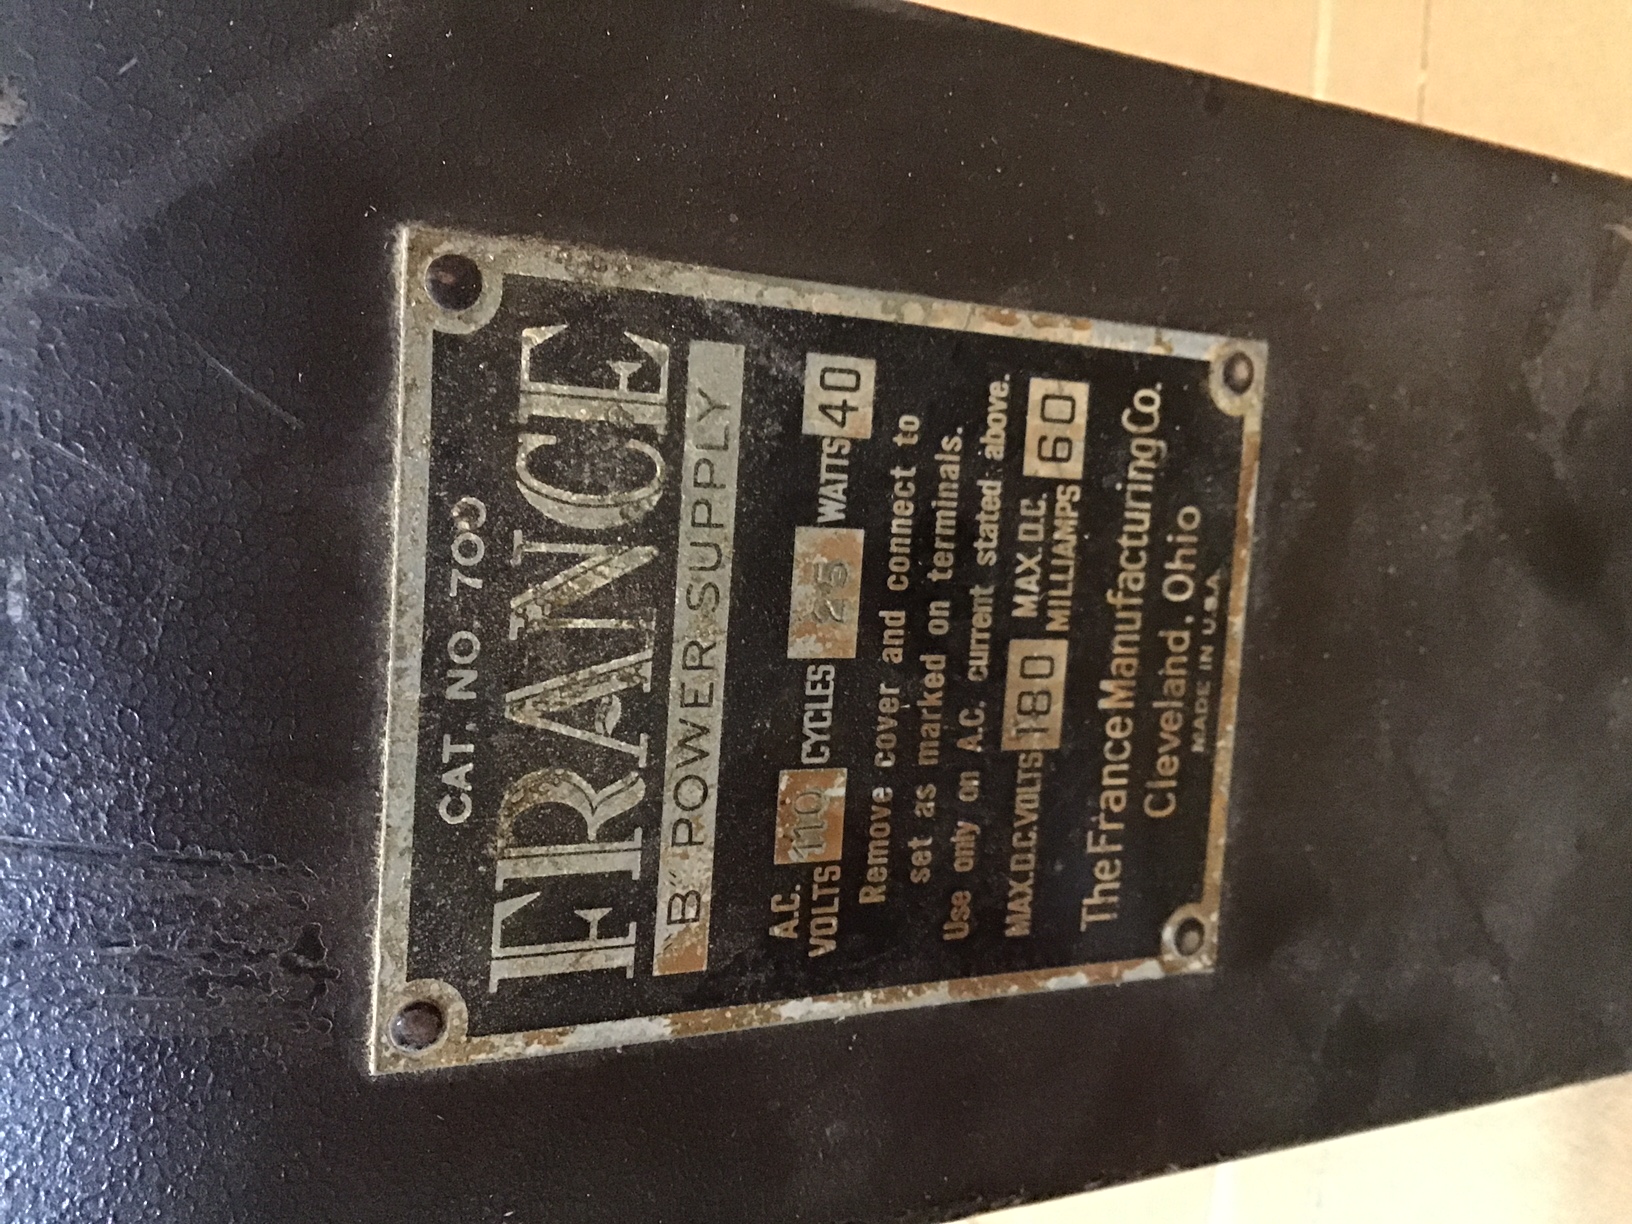 CAT. NO. 700
FRANCE
"B" POWER SUPPLY
A.C. VOLTS 110 CYCLES 25 WATTS 40
Remove cover and connect to
set as marked on terminals.
Use only on A.C. current stated above.
MAX.D.C.VOLTS 180 MAX. D.C. MILLIAMPS 60
The France Manufacturing Co.
Cleveland, Ohio
MADE IN U.S.A.